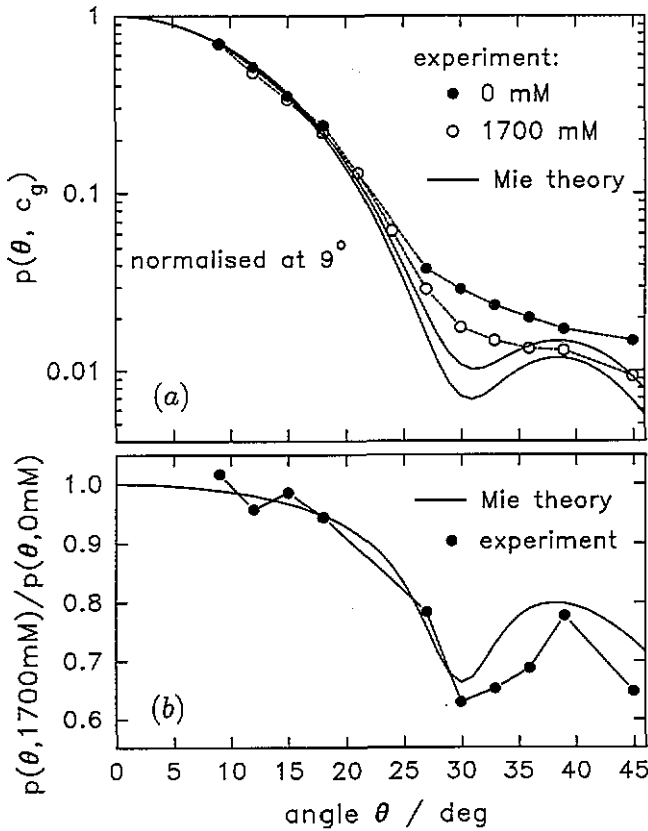 1
0.1
0.01
p(θ, c_g)
experiment:
0 mM
1700 mM
Mie theory
normalised at 9°
(a)
1.0
0.9
0.8
0.7
0.6
p(θ,1700mM)/p(θ,0mM)
Mie theory
experiment
(b)
0 5 10 15 20 25 30 35 40 45
angle θ / deg